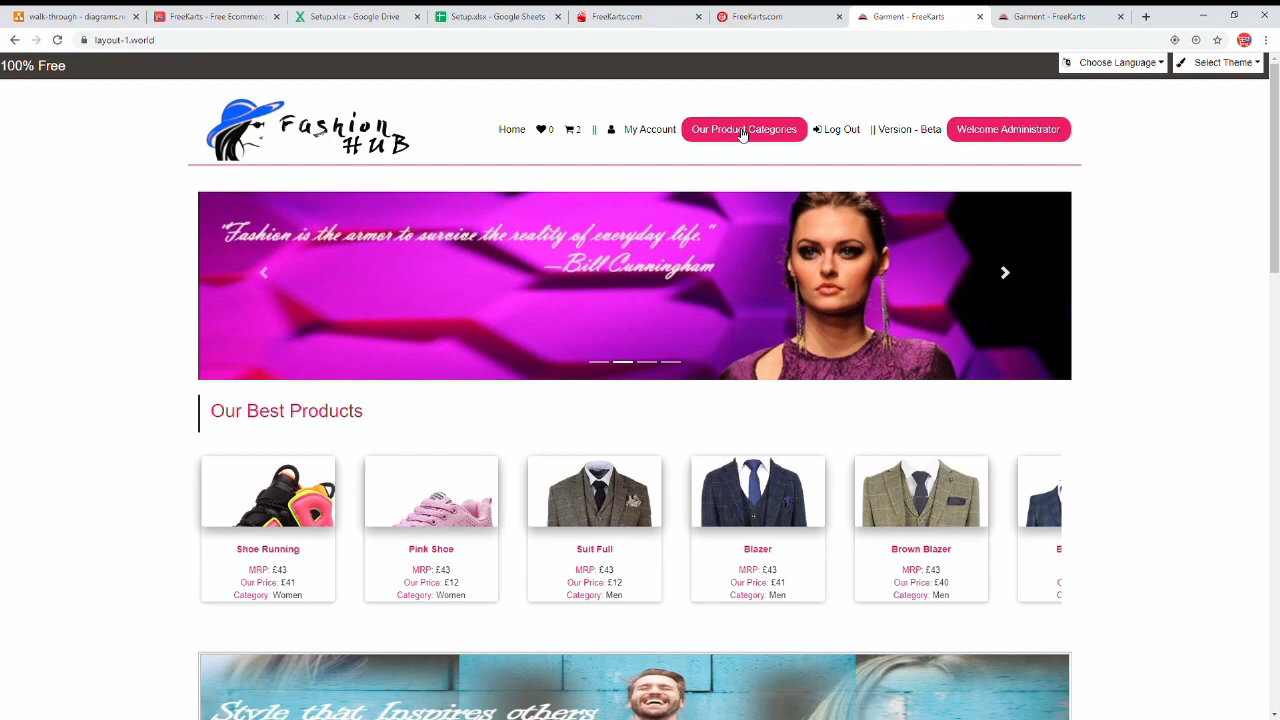 walk-through - diagrams.n
FreeKarts - Free Ecommerc
Setup.xlsx - Google Drive
Setup.xlsx - Google Sheets
FreeKarts.com
FreeKarts.com
Garment - FreeKarts
Garment - FreeKarts
layout-1.world
100% Free
Choose Language
Select Theme
Fashion
HUB
Home 0 2 || My Account Our Product Categories Log Out || Version - Beta Welcome Administrator
"Fashion is the armor to survive the reality of everyday life."
—Bill Cunningham
Our Best Products
Shoe Running
MRP: £43
Our Price: £41
Category: Women
Pink Shoe
MRP: £43
Our Price: £12
Category: Women
Suit Full
MRP: £43
Our Price: £12
Category: Men
Blazer
MRP: £43
Our Price: £41
Category: Men
Brown Blazer
MRP: £43
Our Price: £40
Category: Men
Style that Inspires others